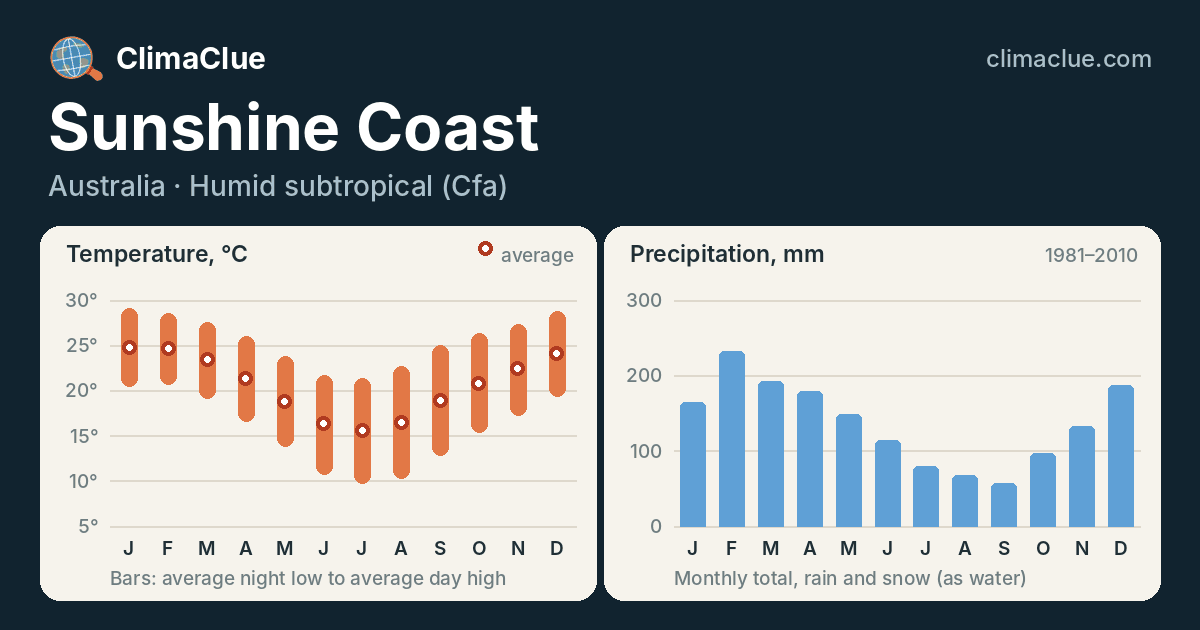 ClimaClue
climaclue.com
Sunshine Coast
Australia · Humid subtropical (Cfa)
Temperature, °C
average
30°
25°
20°
15°
10°
5°
J F M A M J J A S O N D
Bars: average night low to average day high
Precipitation, mm
1981–2010
300
200
100
0
J F M A M J J A S O N D
Monthly total, rain and snow (as water)